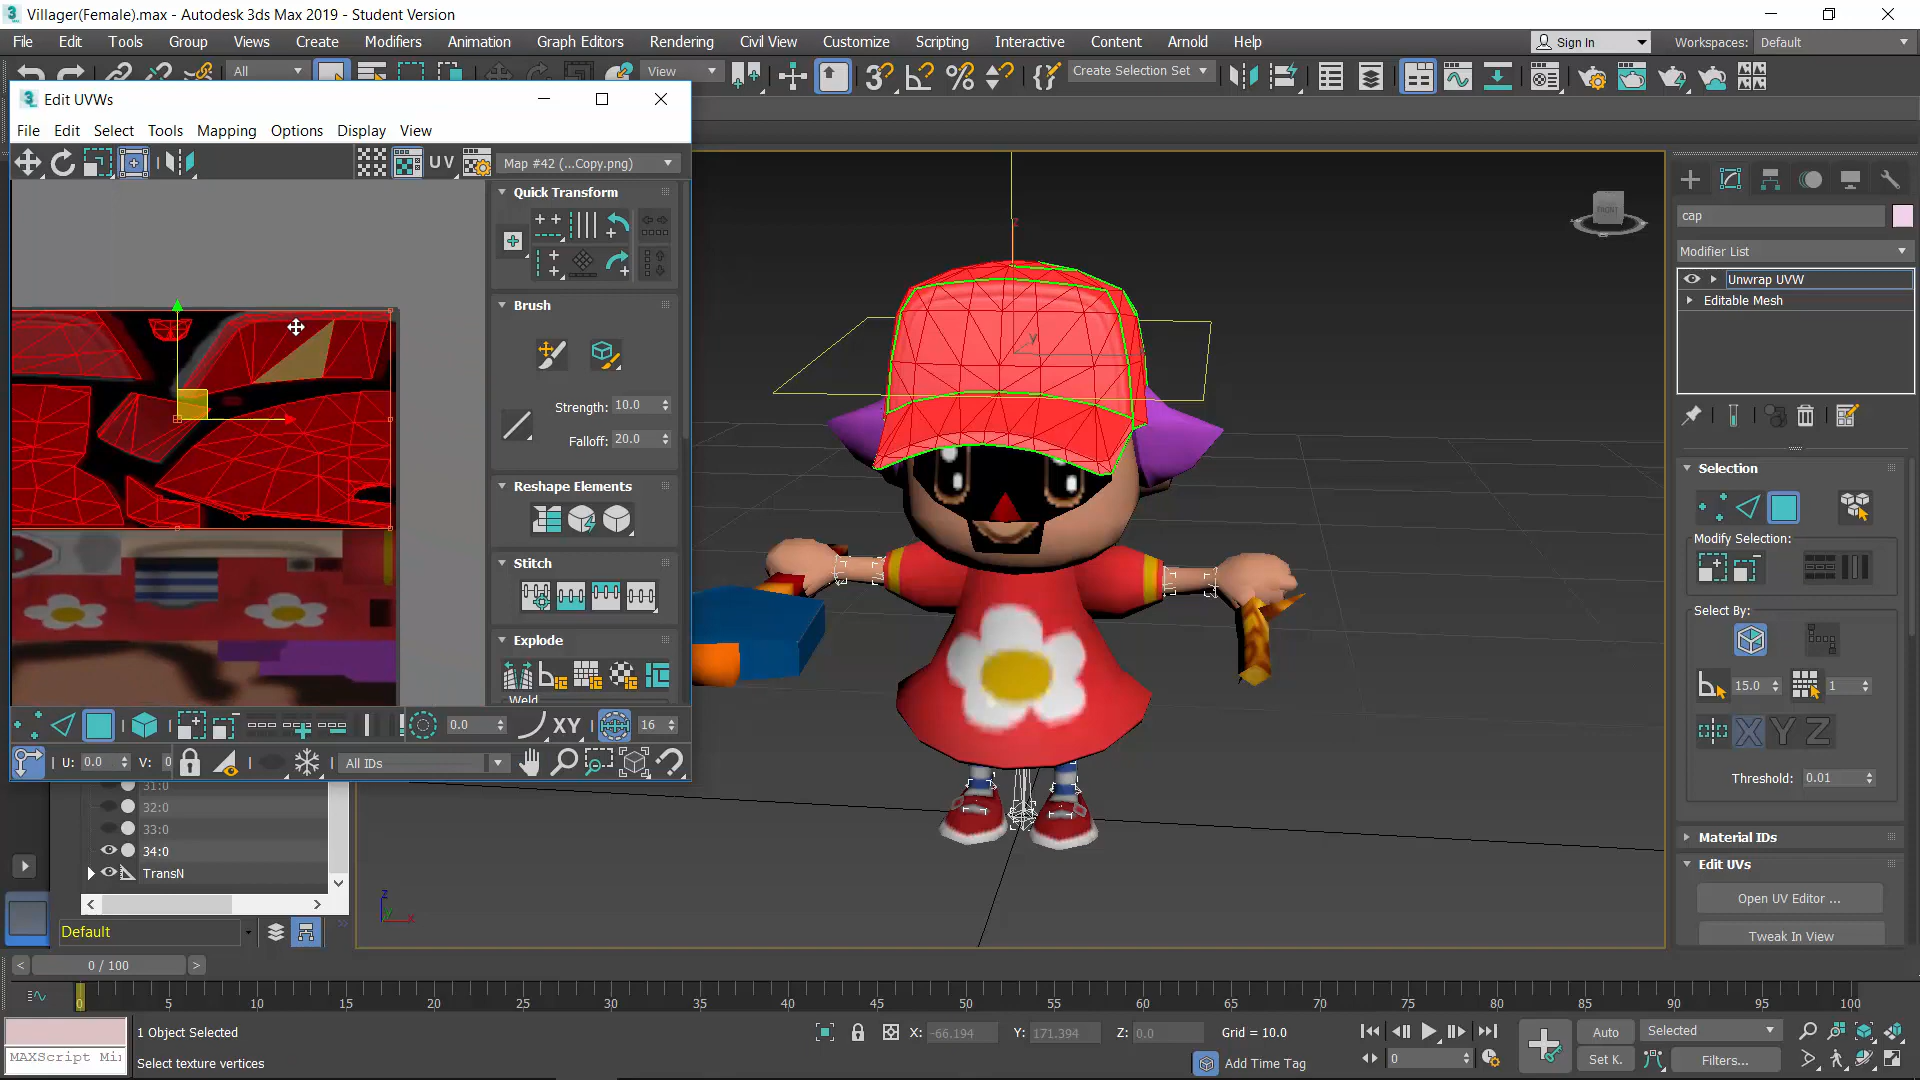 Villager(Female).max - Autodesk 3ds Max 2019 - Student Version
File Edit Tools Group Views Create Modifiers Animation Graph Editors Rendering Civil View Customize Scripting Interactive Content Arnold Help
Sign In
Workspaces: Default
All
View
Create Selection Set
Edit UVWs
File Edit Select Tools Mapping Options Display View
UV
Map #42 (...Copy.png)
Quick Transform
Brush
Strength: 10.0
Falloff: 20.0
Reshape Elements
Stitch
Explode
Weld
0.0
XY
16
U: 0.0
V: 0
All IDs
31:0
32:0
33:0
34:0
TransN
Default
y
z
x
FRONT
cap
Modifier List
Unwrap UVW
Editable Mesh
Selection
Modify Selection:
Select By:
15.0
1
X Y Z
Threshold: 0.01
Material IDs
Edit UVs
Open UV Editor ...
Tweak In View
0 / 100
0 5 10 15 20 25 30 35 40 45 50 55 60 65 70 75 80 85 90 95 100
1 Object Selected
X: -66.194
Y: 171.394
Z: 0.0
Grid = 10.0
Auto
Selected
MAXScript Mi
Select texture vertices
Add Time Tag
0
Set K.
Filters...